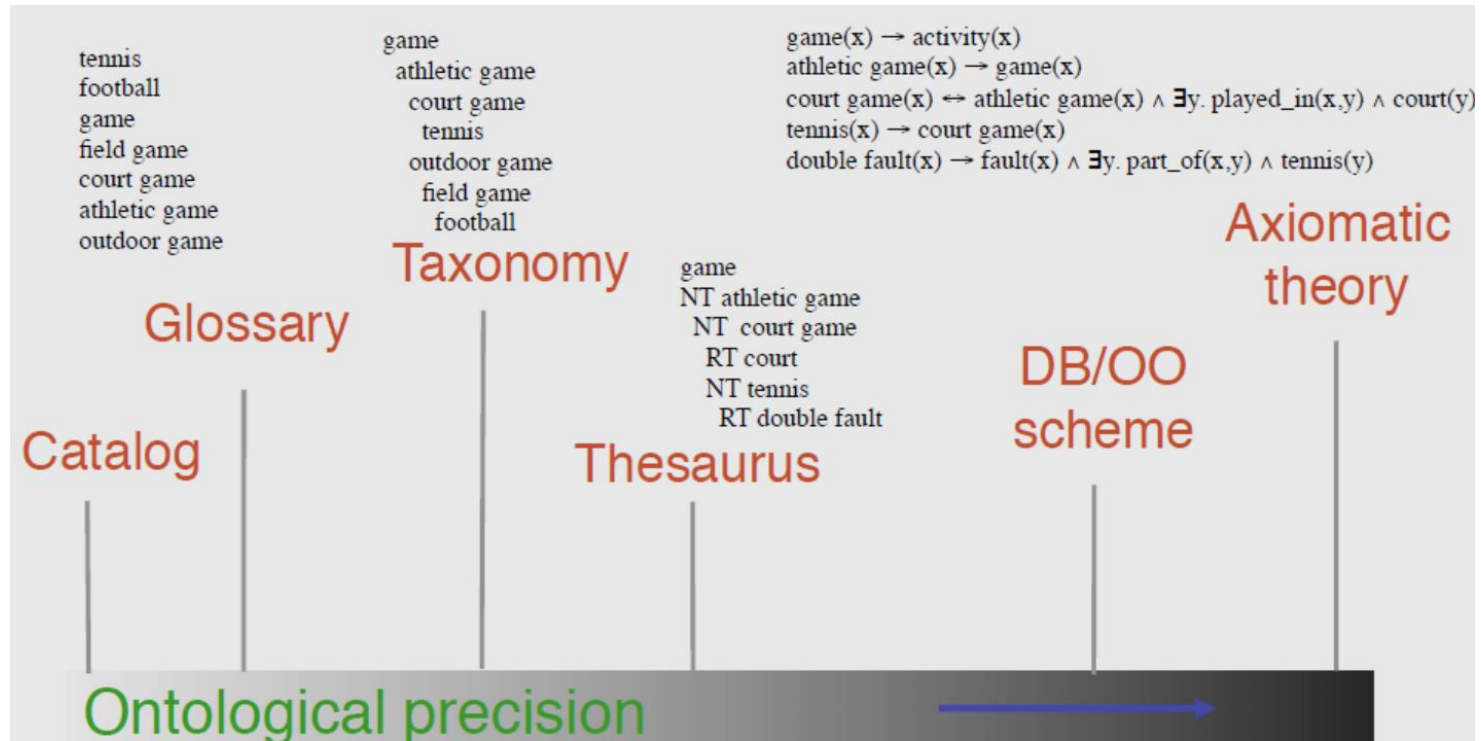 tennis
football
game
field game
court game
athletic game
outdoor game
game
athletic game
court game
tennis
outdoor game
field game
football
game(x) → activity(x)
athletic game(x) → game(x)
court game(x) ↔ athletic game(x) ∧ ∃y. played_in(x,y) ∧ court(y)
tennis(x) → court game(x)
double fault(x) → fault(x) ∧ ∃y. part_of(x,y) ∧ tennis(y)
Catalog
Glossary
Taxonomy
game
NT athletic game
NT court game
RT court
NT tennis
RT double fault
Thesaurus
DB/OO
scheme
Axiomatic
theory
Ontological precision